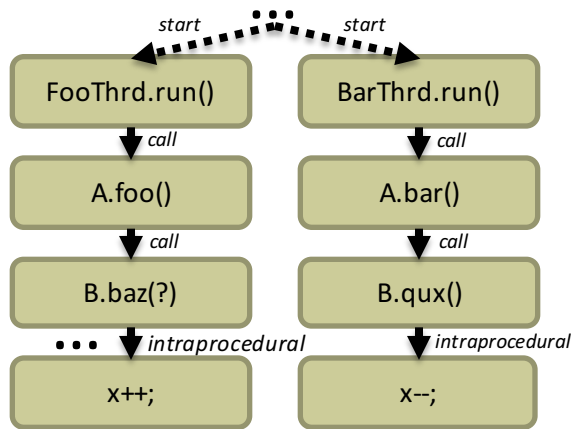 ...
start start
FooThrd.run() BarThrd.run()
call call
A.foo() A.bar()
call call
B.baz(?) B.qux()
... intraprocedural intraprocedural
x++; x--;